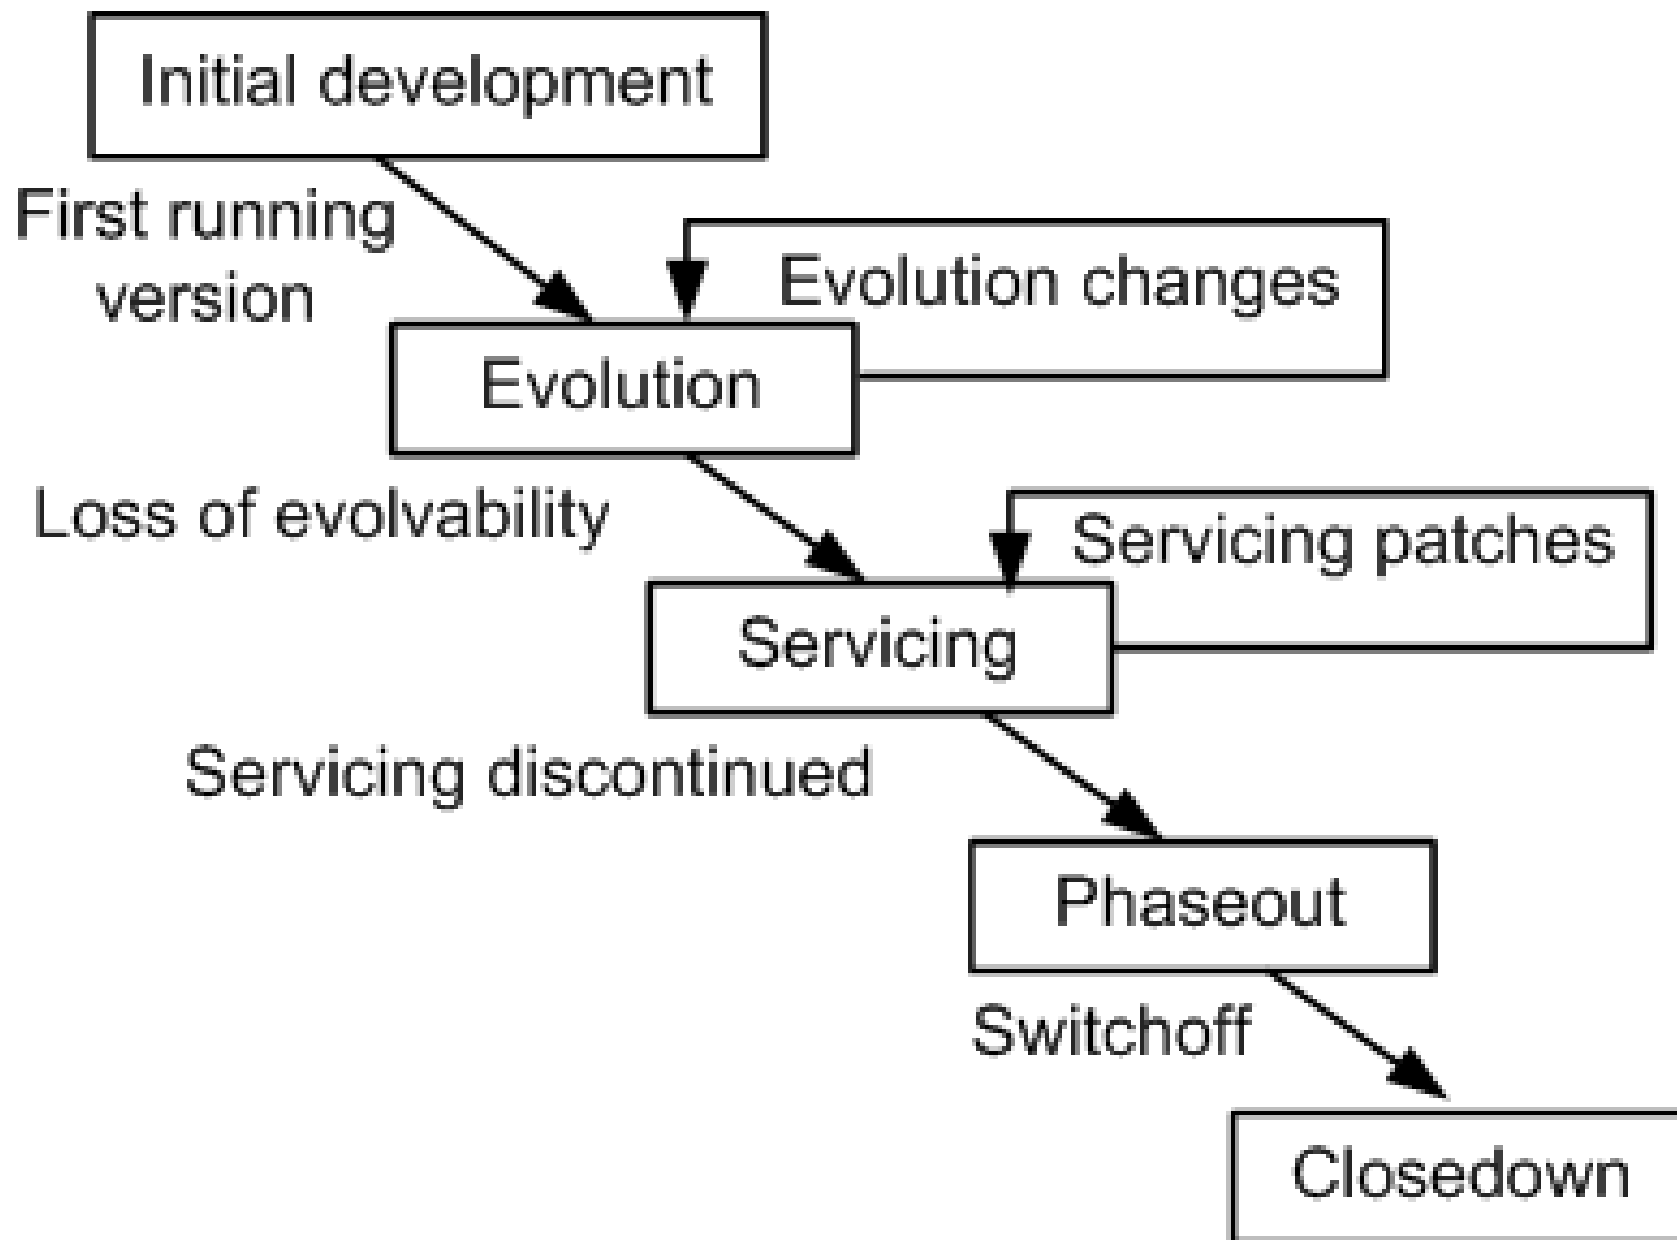 Initial development
First running
version
Evolution changes
Evolution
Loss of evolvability
Servicing patches
Servicing
Servicing discontinued
Phaseout
Switchoff
Closedown